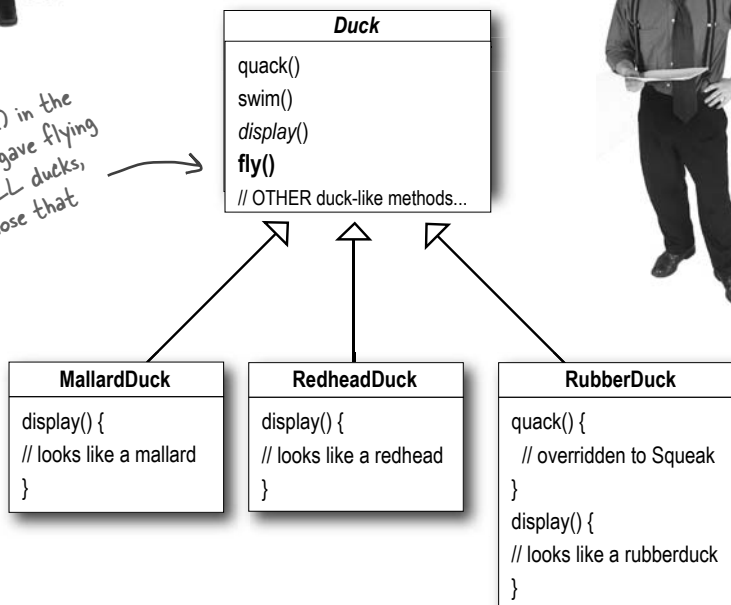 Duck
quack()
swim()
display()
fly()
// OTHER duck-like methods...
) in the
gave flying
LL ducks,
ose that
MallardDuck
display() {
// looks like a mallard
}
RedheadDuck
display() {
// looks like a redhead
}
RubberDuck
quack() {
// overridden to Squeak
}
display() {
// looks like a rubberduck
}